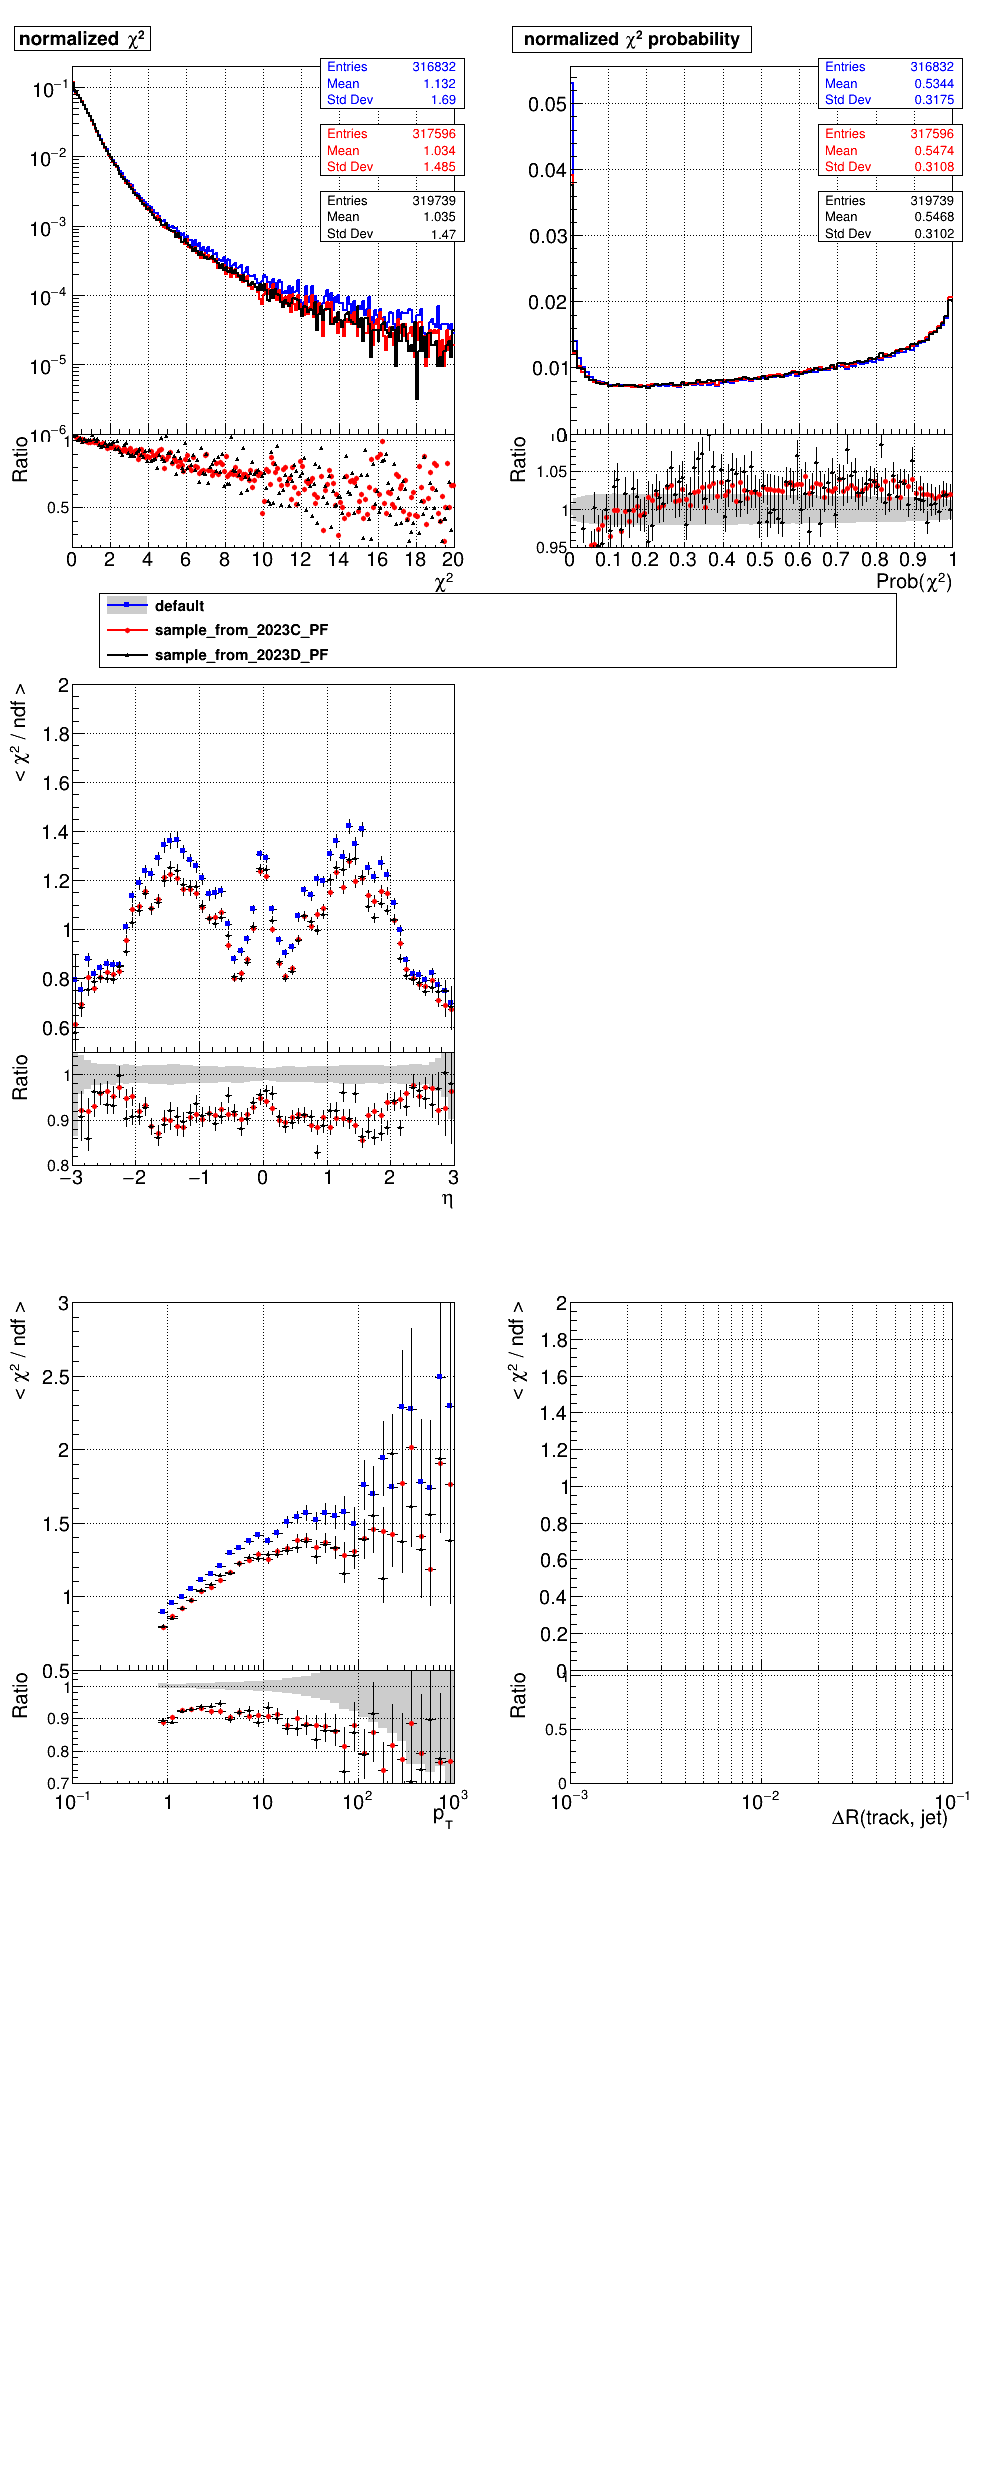 normalized χ²
normalized χ² probability
Entries 316832
Mean 1.132
Std Dev 1.69
Entries 317596
Mean 1.034
Std Dev 1.485
Entries 319739
Mean 1.035
Std Dev 1.47
10⁻¹
10⁻²
10⁻³
10⁻⁴
10⁻⁵
10⁻⁶
Ratio
1
0.5
0 2 4 6 8 10 12 14 16 18 20
χ²
Entries 316832
Mean 0.5344
Std Dev 0.3175
Entries 317596
Mean 0.5474
Std Dev 0.3108
Entries 319739
Mean 0.5468
Std Dev 0.3102
0.05
0.04
0.03
0.02
0.01
0
Ratio
1.05
1
0.95
0 0.1 0.2 0.3 0.4 0.5 0.6 0.7 0.8 0.9 1
Prob(χ²)
default
sample_from_2023C_PF
sample_from_2023D_PF
< χ² / ndf >
2
1.8
1.6
1.4
1.2
1
0.8
0.6
Ratio
1
0.9
0.8
−3 −2 −1 0 1 2 3
η
< χ² / ndf >
3
2.5
2
1.5
1
0.5
Ratio
1
0.9
0.8
0.7
10⁻¹ 1 10 10² 10³
p_T
< χ² / ndf >
2
1.8
1.6
1.4
1.2
1
0.8
0.6
0.4
0.2
0
Ratio
1
0.5
0
10⁻³ 10⁻² 10⁻¹
ΔR(track, jet)